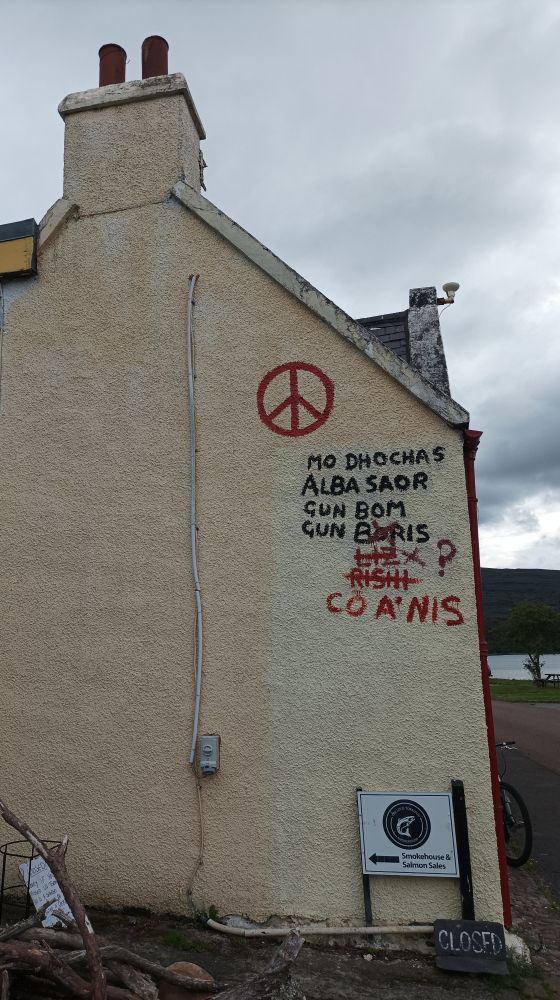 MO DHOCHAS
ALBA SAOR
GUN BOM
GUN BORIS
LIZ X ?
RISHI
CÒ A'NIS
Smokehouse &
Salmon Sales
CLOSED